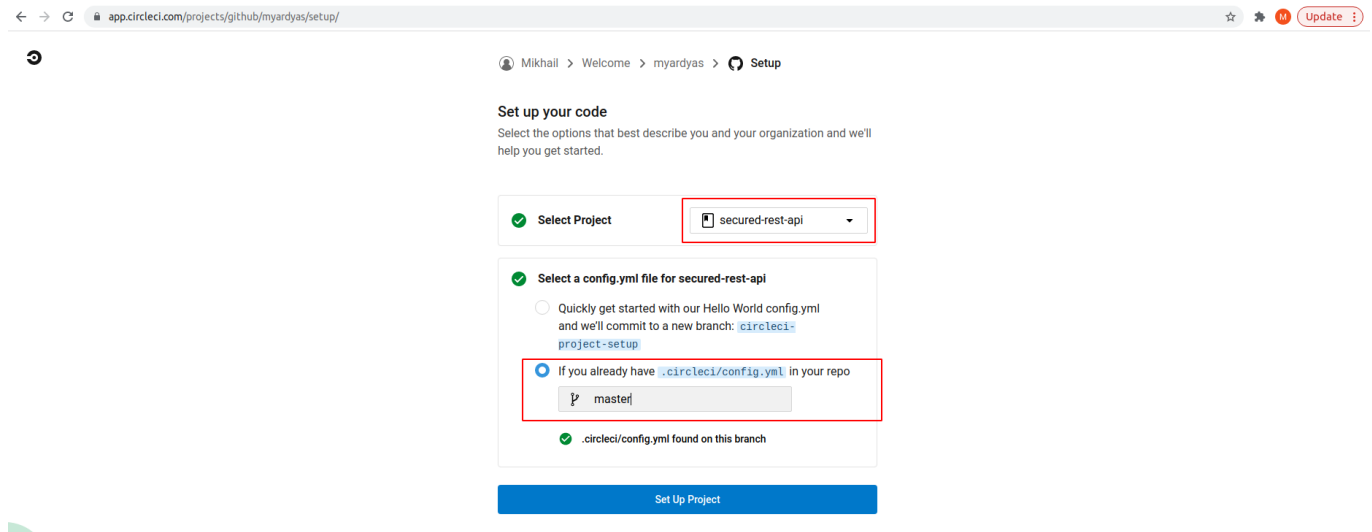 app.circleci.com/projects/github/myardyas/setup/
M
Update
Mikhail > Welcome > myardyas > Setup
Set up your code
Select the options that best describe you and your organization and we'll
help you get started.
Select Project
secured-rest-api
Select a config.yml file for secured-rest-api
Quickly get started with our Hello World config.yml
and we'll commit to a new branch: circleci-
project-setup
If you already have .circleci/config.yml in your repo
master
.circleci/config.yml found on this branch
Set Up Project